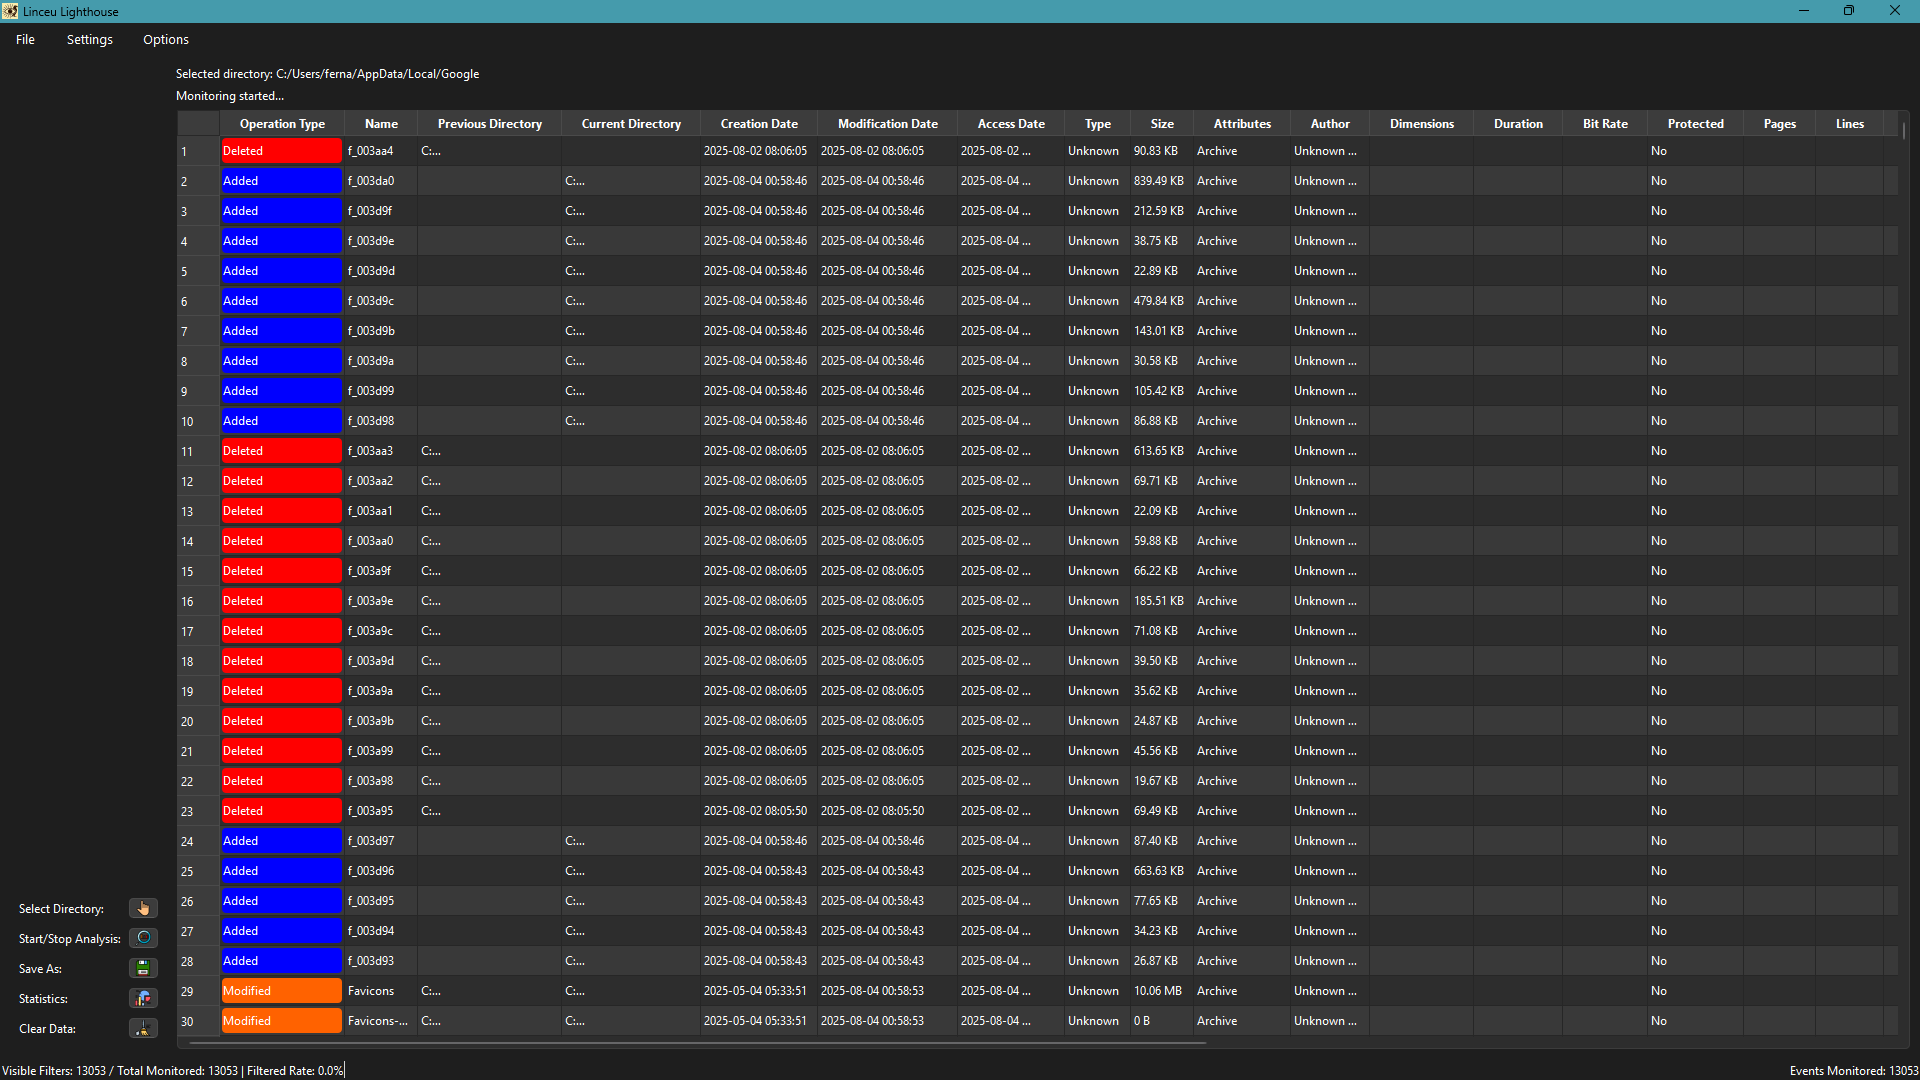 Linceu Lighthouse
File Settings Options
Selected directory: C:/Users/ferna/AppData/Local/Google
Monitoring started...
Operation Type Name Previous Directory Current Directory Creation Date Modification Date Access Date Type Size Attributes Author Dimensions Duration Bit Rate Protected Pages Lines
1 Deleted f_003aa4 C:... 2025-08-02 08:06:05 2025-08-02 08:06:05 2025-08-02 ... Unknown 90.83 KB Archive Unknown ... No
2 Added f_003da0 C:... 2025-08-04 00:58:46 2025-08-04 00:58:46 2025-08-04 ... Unknown 839.49 KB Archive Unknown ... No
3 Added f_003d9f C:... 2025-08-04 00:58:46 2025-08-04 00:58:46 2025-08-04 ... Unknown 212.59 KB Archive Unknown ... No
4 Added f_003d9e C:... 2025-08-04 00:58:46 2025-08-04 00:58:46 2025-08-04 ... Unknown 38.75 KB Archive Unknown ... No
5 Added f_003d9d C:... 2025-08-04 00:58:46 2025-08-04 00:58:46 2025-08-04 ... Unknown 22.89 KB Archive Unknown ... No
6 Added f_003d9c C:... 2025-08-04 00:58:46 2025-08-04 00:58:46 2025-08-04 ... Unknown 479.84 KB Archive Unknown ... No
7 Added f_003d9b C:... 2025-08-04 00:58:46 2025-08-04 00:58:46 2025-08-04 ... Unknown 143.01 KB Archive Unknown ... No
8 Added f_003d9a C:... 2025-08-04 00:58:46 2025-08-04 00:58:46 2025-08-04 ... Unknown 30.58 KB Archive Unknown ... No
9 Added f_003d99 C:... 2025-08-04 00:58:46 2025-08-04 00:58:46 2025-08-04 ... Unknown 105.42 KB Archive Unknown ... No
10 Added f_003d98 C:... 2025-08-04 00:58:46 2025-08-04 00:58:46 2025-08-04 ... Unknown 86.88 KB Archive Unknown ... No
11 Deleted f_003aa3 C:... 2025-08-02 08:06:05 2025-08-02 08:06:05 2025-08-02 ... Unknown 613.65 KB Archive Unknown ... No
12 Deleted f_003aa2 C:... 2025-08-02 08:06:05 2025-08-02 08:06:05 2025-08-02 ... Unknown 69.71 KB Archive Unknown ... No
13 Deleted f_003aa1 C:... 2025-08-02 08:06:05 2025-08-02 08:06:05 2025-08-02 ... Unknown 22.09 KB Archive Unknown ... No
14 Deleted f_003aa0 C:... 2025-08-02 08:06:05 2025-08-02 08:06:05 2025-08-02 ... Unknown 59.88 KB Archive Unknown ... No
15 Deleted f_003a9f C:... 2025-08-02 08:06:05 2025-08-02 08:06:05 2025-08-02 ... Unknown 66.22 KB Archive Unknown ... No
16 Deleted f_003a9e C:... 2025-08-02 08:06:05 2025-08-02 08:06:05 2025-08-02 ... Unknown 185.51 KB Archive Unknown ... No
17 Deleted f_003a9c C:... 2025-08-02 08:06:05 2025-08-02 08:06:05 2025-08-02 ... Unknown 71.08 KB Archive Unknown ... No
18 Deleted f_003a9d C:... 2025-08-02 08:06:05 2025-08-02 08:06:05 2025-08-02 ... Unknown 39.50 KB Archive Unknown ... No
19 Deleted f_003a9a C:... 2025-08-02 08:06:05 2025-08-02 08:06:05 2025-08-02 ... Unknown 35.62 KB Archive Unknown ... No
20 Deleted f_003a9b C:... 2025-08-02 08:06:05 2025-08-02 08:06:05 2025-08-02 ... Unknown 24.87 KB Archive Unknown ... No
21 Deleted f_003a99 C:... 2025-08-02 08:06:05 2025-08-02 08:06:05 2025-08-02 ... Unknown 45.56 KB Archive Unknown ... No
22 Deleted f_003a98 C:... 2025-08-02 08:06:05 2025-08-02 08:06:05 2025-08-02 ... Unknown 19.67 KB Archive Unknown ... No
23 Deleted f_003a95 C:... 2025-08-02 08:05:50 2025-08-02 08:05:50 2025-08-02 ... Unknown 69.49 KB Archive Unknown ... No
24 Added f_003d97 C:... 2025-08-04 00:58:46 2025-08-04 00:58:46 2025-08-04 ... Unknown 87.40 KB Archive Unknown ... No
25 Added f_003d96 C:... 2025-08-04 00:58:43 2025-08-04 00:58:43 2025-08-04 ... Unknown 663.63 KB Archive Unknown ... No
26 Added f_003d95 C:... 2025-08-04 00:58:43 2025-08-04 00:58:43 2025-08-04 ... Unknown 77.65 KB Archive Unknown ... No
27 Added f_003d94 C:... 2025-08-04 00:58:43 2025-08-04 00:58:43 2025-08-04 ... Unknown 34.23 KB Archive Unknown ... No
28 Added f_003d93 C:... 2025-08-04 00:58:43 2025-08-04 00:58:43 2025-08-04 ... Unknown 26.87 KB Archive Unknown ... No
29 Modified Favicons C:... C:... 2025-05-04 05:33:51 2025-08-04 00:58:53 2025-08-04 ... Unknown 10.06 MB Archive Unknown ... No
30 Modified Favicons-... C:... C:... 2025-05-04 05:33:51 2025-08-04 00:58:53 2025-08-04 ... Unknown 0 B Archive Unknown ... No
Select Directory:
Start/Stop Analysis:
Save As:
Statistics:
Clear Data:
Visible Filters: 13053 / Total Monitored: 13053 | Filtered Rate: 0.0%
Events Monitored: 13053